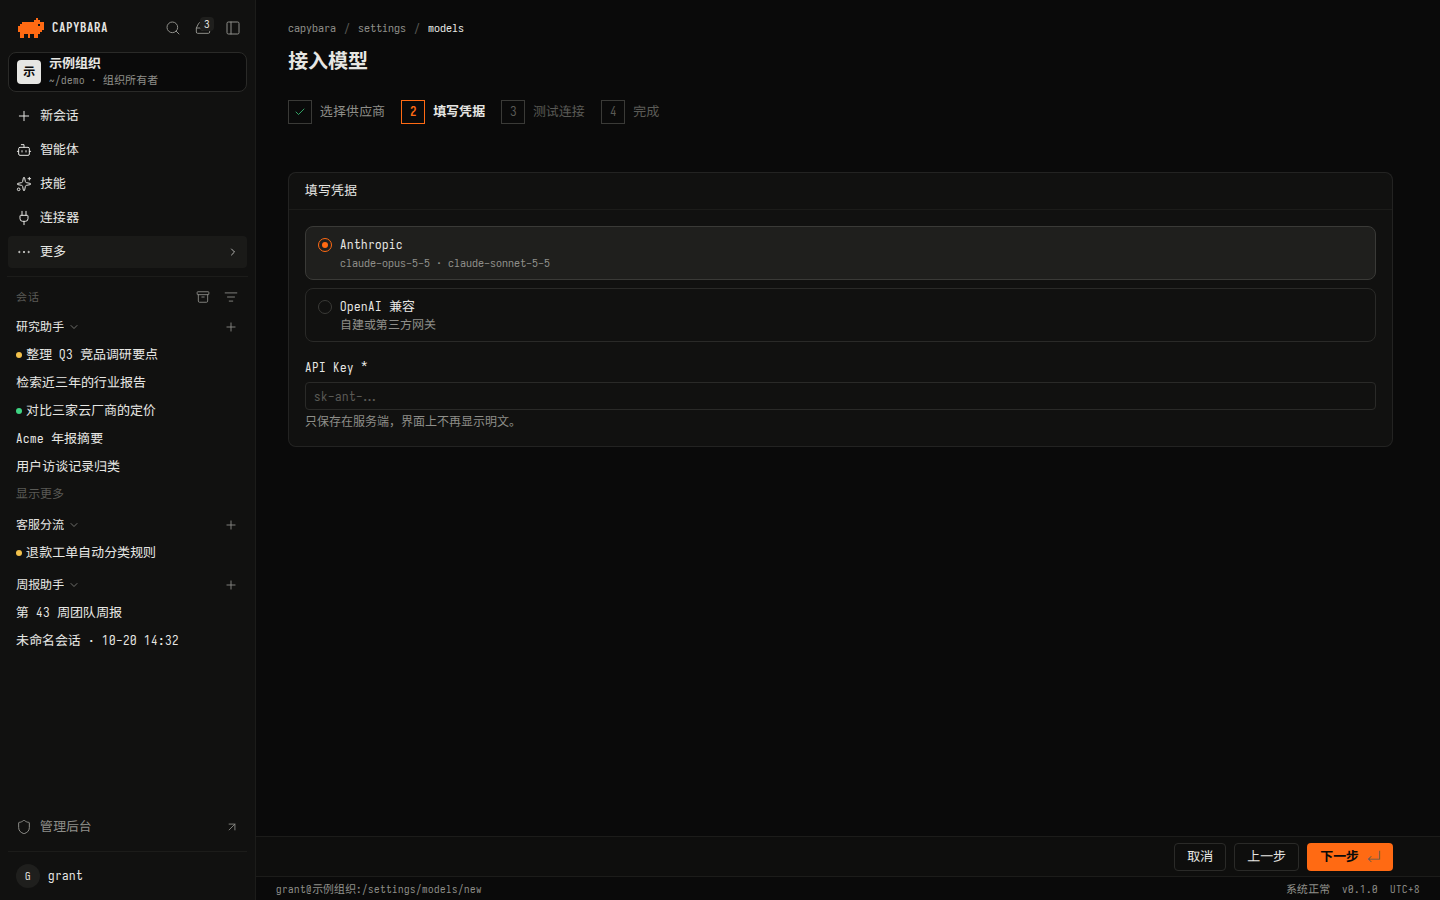 CAPYBARA
3
示
示例组织
~/demo · 组织所有者
新会话
智能体
技能
连接器
更多
会话
研究助手
整理 Q3 竞品调研要点
检索近三年的行业报告
对比三家云厂商的定价
Acme 年报摘要
用户访谈记录归类
显示更多
客服分流
退款工单自动分类规则
周报助手
第 43 周团队周报
未命名会话 · 10-20 14:32
管理后台
G
grant
capybara / settings / models
接入模型
选择供应商
2 填写凭据
3 测试连接
4 完成
填写凭据
Anthropic
claude-opus-5-5 · claude-sonnet-5-5
OpenAI 兼容
自建或第三方网关
API Key *
sk-ant-...
只保存在服务端，界面上不再显示明文。
取消
上一步
下一步
grant@示例组织:/settings/models/new
系统正常 v0.1.0 UTC+8